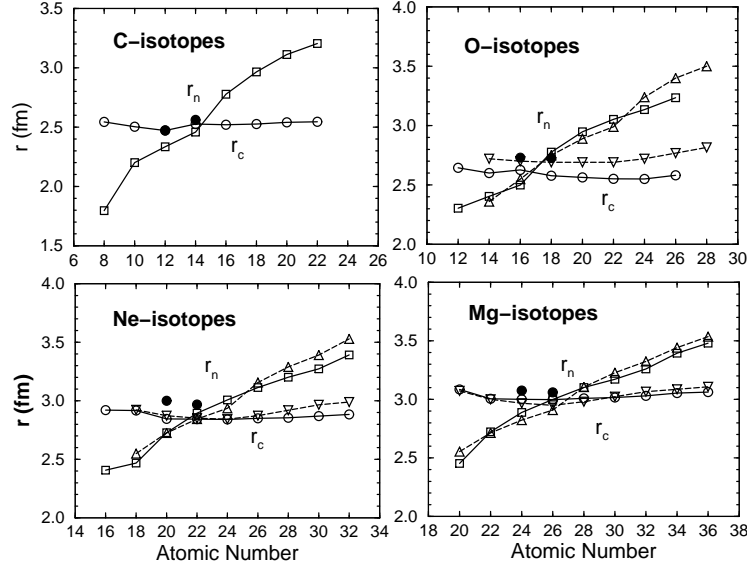 3.5
3.0
2.5
2.0
1.5
r (fm)
C–isotopes
r_n
r_c
6 8 10 12 14 16 18 20 22 24 26
4.0
3.5
3.0
2.5
2.0
O–isotopes
r_n
r_c
10 12 14 16 18 20 22 24 26 28 30
4.0
3.5
3.0
2.5
2.0
r (fm)
Ne–isotopes
r_n
r_c
14 16 18 20 22 24 26 28 30 32 34
Atomic Number
4.0
3.5
3.0
2.5
2.0
Mg–isotopes
r_n
r_c
18 20 22 24 26 28 30 32 34 36 38
Atomic Number